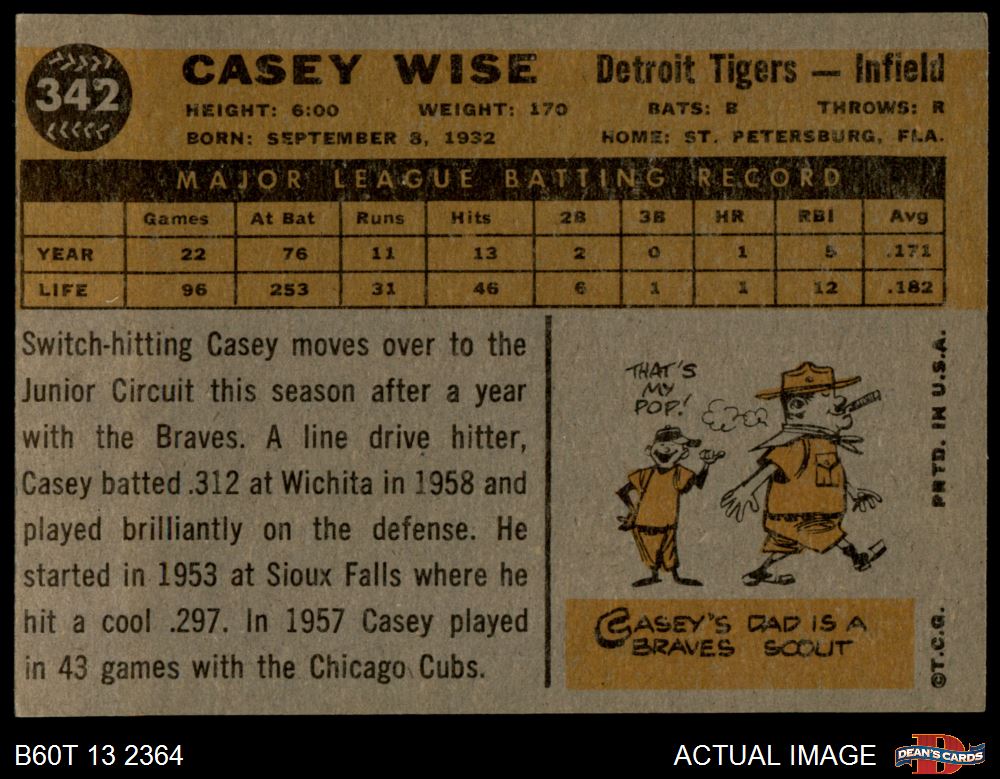 342
CASEY WISE
Detroit Tigers — Infield
HEIGHT: 6:00 WEIGHT: 170 BATS: B THROWS: R
BORN: SEPTEMBER 8, 1932 HOME: ST. PETERSBURG, FLA.
MAJOR LEAGUE BATTING RECORD
Games At Bat Runs Hits 2B 3B HR RBI Avg
YEAR 22 76 11 13 2 0 1 5 .171
LIFE 96 253 31 46 6 1 1 12 .182
Switch-hitting Casey moves over to the
Junior Circuit this season after a year
with the Braves. A line drive hitter,
Casey batted .312 at Wichita in 1958 and
played brilliantly on the defense. He
started in 1953 at Sioux Falls where he
hit a cool .297. In 1957 Casey played
in 43 games with the Chicago Cubs.
THAT'S
MY
POP!
CASEY'S DAD IS A
BRAVES SCOUT
©T.C.G. PRTD. IN U.S.A.
B60T 13 2364
ACTUAL IMAGE
D
DEAN'S CARDS